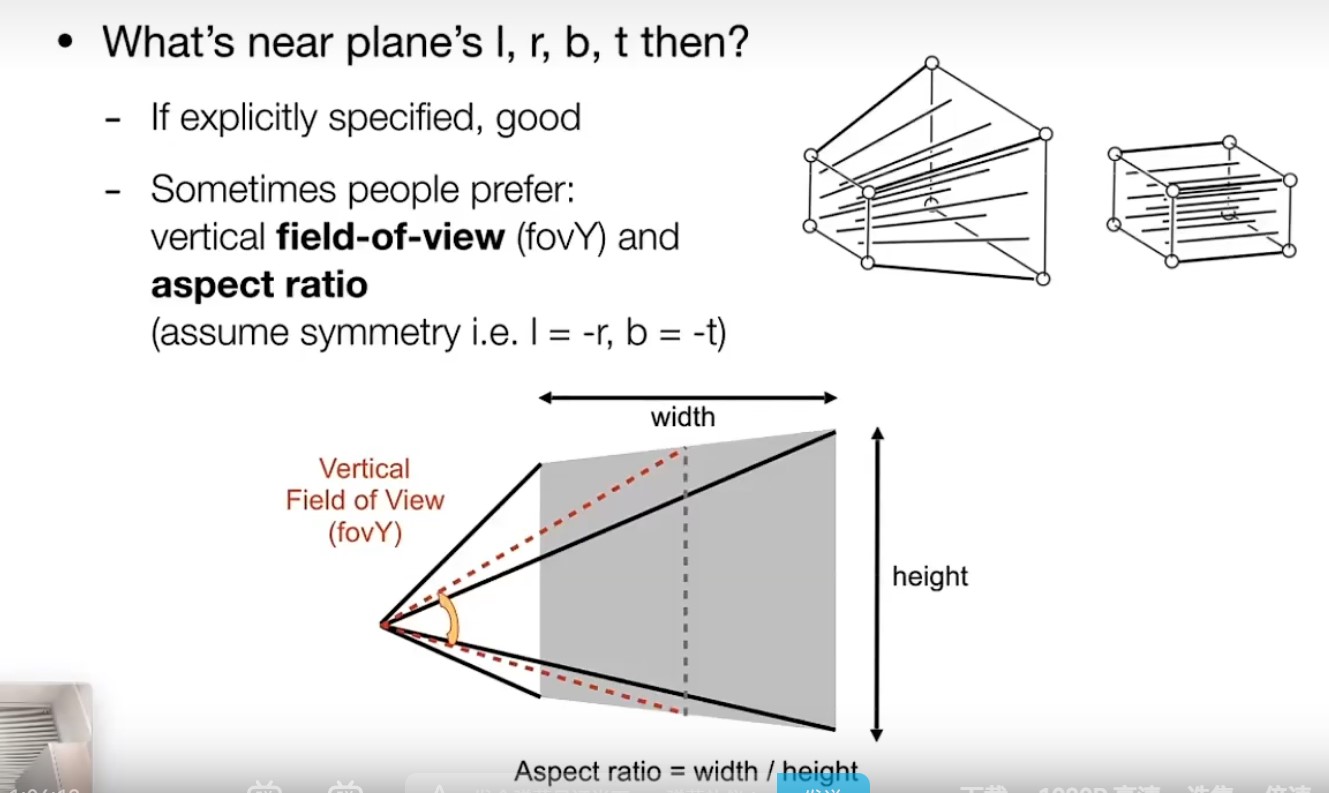 • What's near plane's l, r, b, t then?
- If explicitly specified, good
- Sometimes people prefer:
vertical field-of-view (fovY) and
aspect ratio
(assume symmetry i.e. l = -r, b = -t)
width
Vertical
Field of View
(fovY)
height
Aspect ratio = width / height